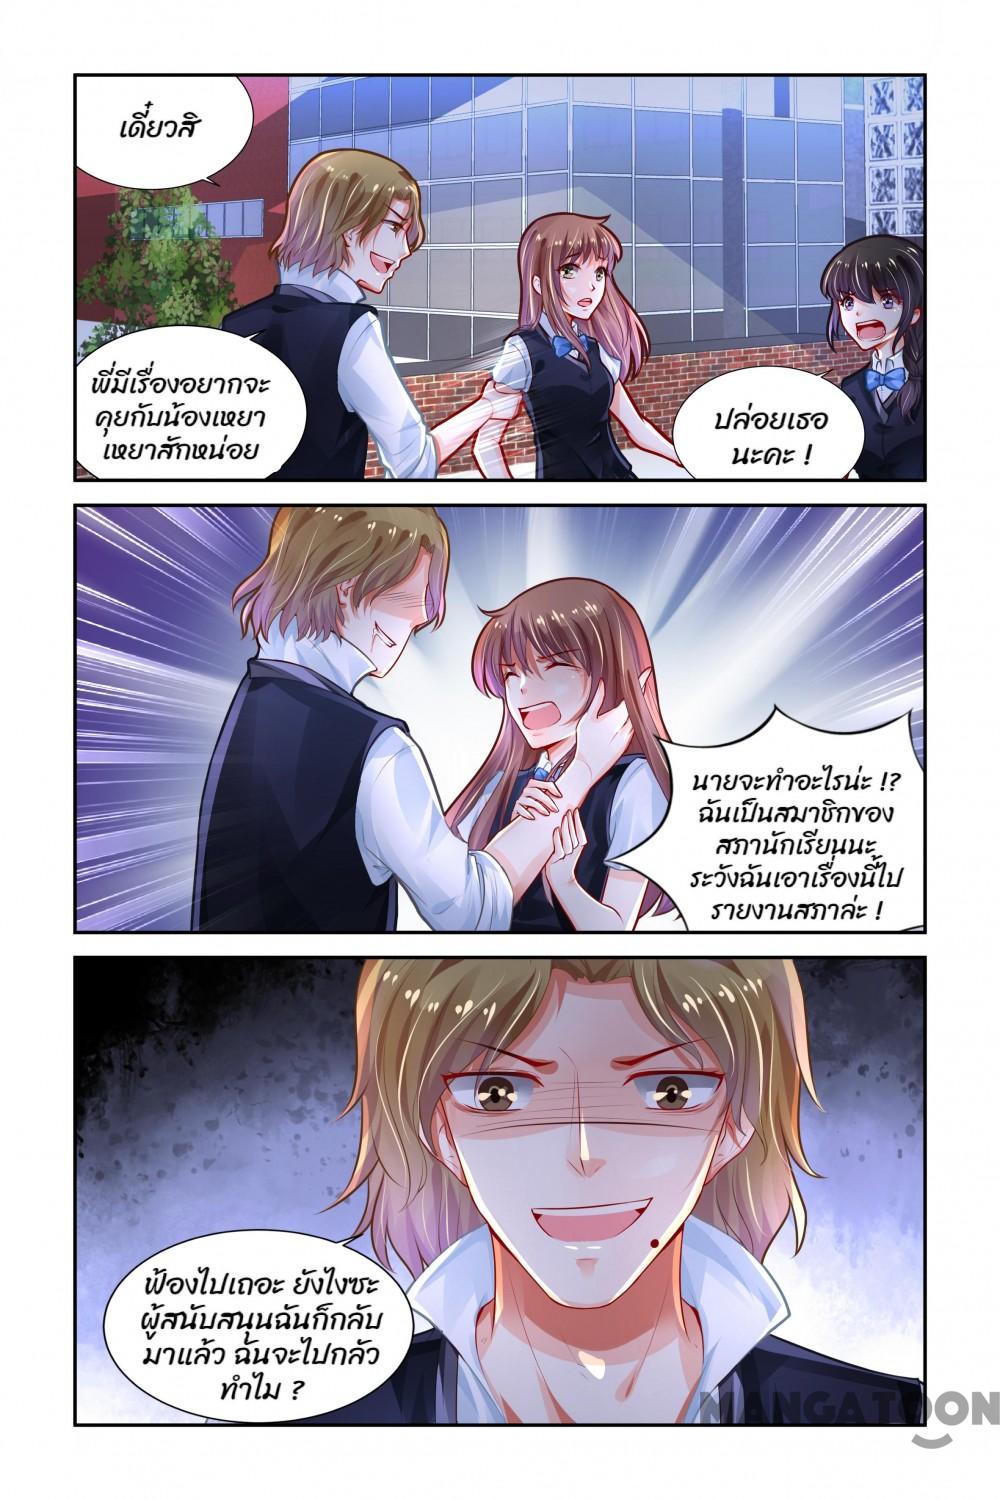 เดี๋ยวสิ
พี่มีเรื่องอยากจะ
คุยกับน้องเหยา
เหยาสักหน่อย
ปล่อยเธอ
นะคะ !
นายจะทำอะไรน่ะ !?
ฉันเป็นสมาชิกของ
สภานักเรียนนะ
ระวังฉันเอาเรื่องนี้ไป
รายงานสภาล่ะ !
ฟ้องไปเถอะ ยังไงซะ
ผู้สนับสนุนฉันก็กลับ
มาแล้ว ฉันจะไปกลัว
ทำไม ?
MANGATOON